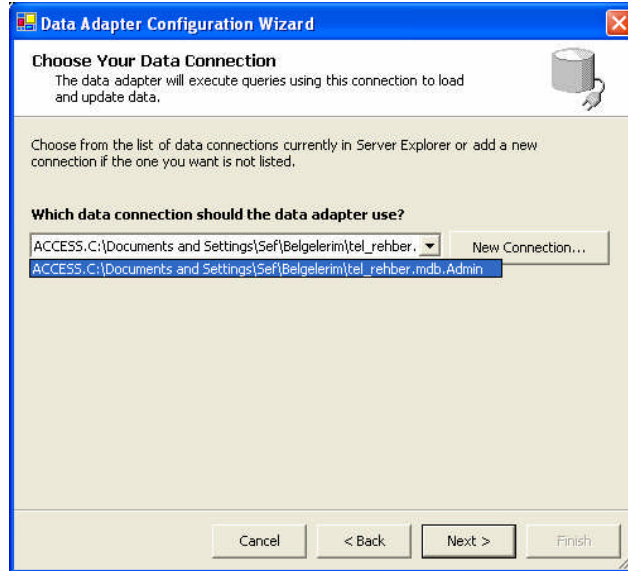 Data Adapter Configuration Wizard
Choose Your Data Connection
The data adapter will execute queries using this connection to load
and update data.
Choose from the list of data connections currently in Server Explorer or add a new
connection if the one you want is not listed.
Which data connection should the data adapter use?
ACCESS.C:\Documents and Settings\Sef\Belgelerim\tel_rehber.
New Connection...
ACCESS.C:\Documents and Settings\Sef\Belgelerim\tel_rehber.mdb.Admin
Cancel
< Back
Next >
Finish